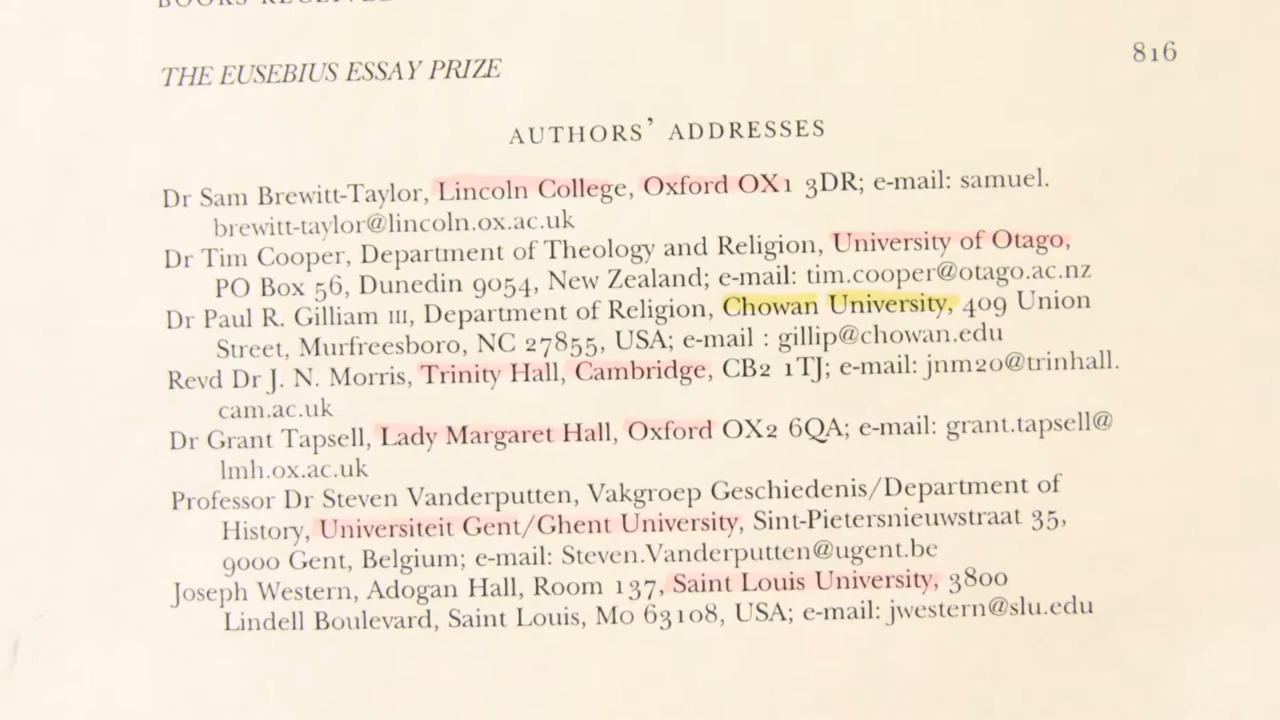 BOOKS RECEIVED
THE EUSEBIUS ESSAY PRIZE 816
AUTHORS’ ADDRESSES
Dr Sam Brewitt-Taylor, Lincoln College, Oxford OX1 3DR; e-mail: samuel.
brewitt-taylor@lincoln.ox.ac.uk
Dr Tim Cooper, Department of Theology and Religion, University of Otago,
PO Box 56, Dunedin 9054, New Zealand; e-mail: tim.cooper@otago.ac.nz
Dr Paul R. Gilliam III, Department of Religion, Chowan University, 409 Union
Street, Murfreesboro, NC 27855, USA; e-mail : gillip@chowan.edu
Revd Dr J. N. Morris, Trinity Hall, Cambridge, CB2 1TJ; e-mail: jnm20@trinhall.
cam.ac.uk
Dr Grant Tapsell, Lady Margaret Hall, Oxford OX2 6QA; e-mail: grant.tapsell@
lmh.ox.ac.uk
Professor Dr Steven Vanderputten, Vakgroep Geschiedenis/Department of
History, Universiteit Gent/Ghent University, Sint-Pietersnieuwstraat 35,
9000 Gent, Belgium; e-mail: Steven.Vanderputten@ugent.be
Joseph Western, Adogan Hall, Room 137, Saint Louis University, 3800
Lindell Boulevard, Saint Louis, Mo 63108, USA; e-mail: jwestern@slu.edu